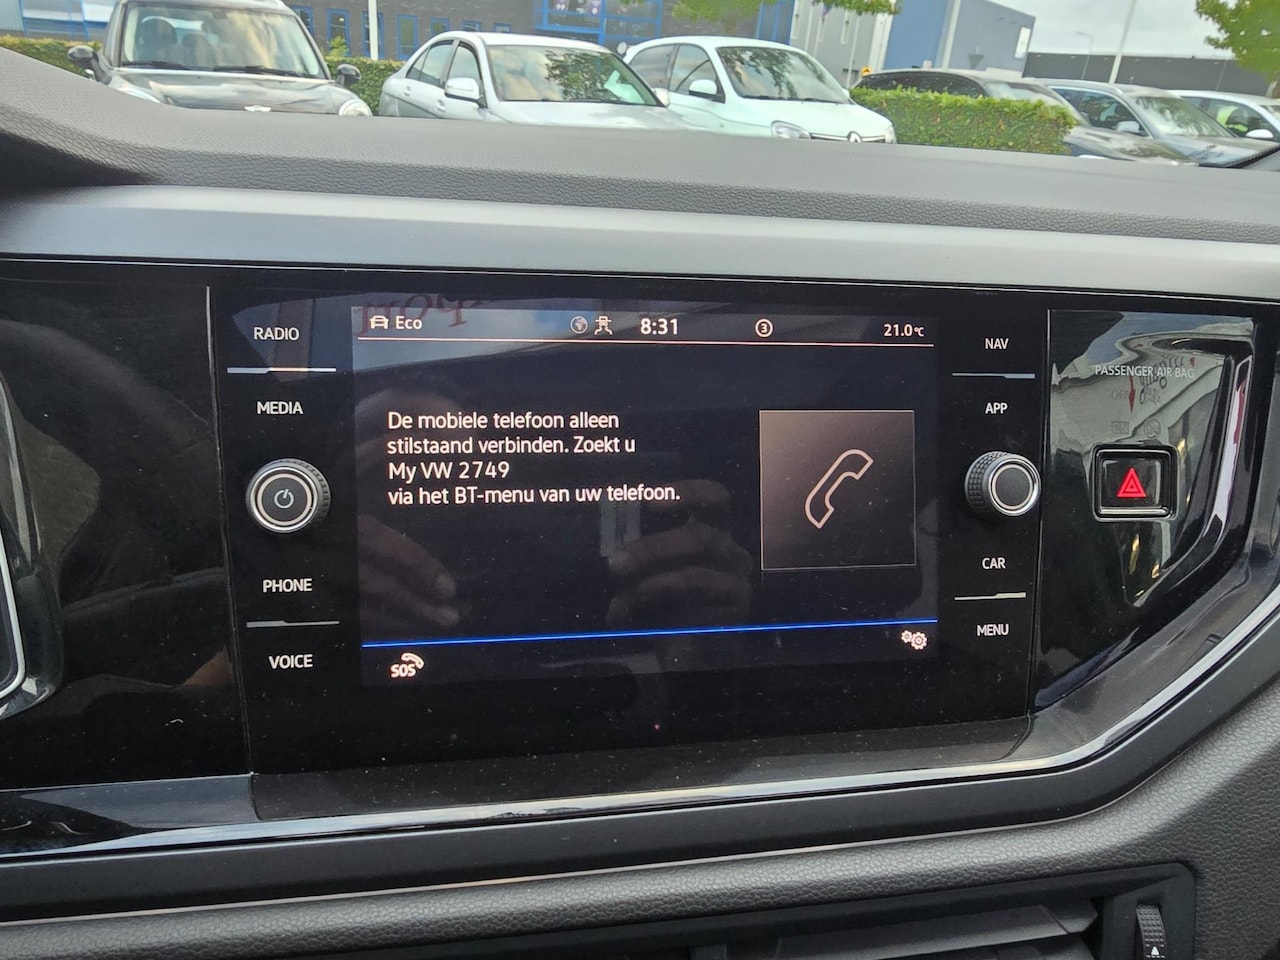 RADIO
MEDIA
PHONE
VOICE
Eco
8:31
3
21.0°C
De mobiele telefoon alleen
stilstaand verbinden. Zoekt u
My VW 2749
via het BT-menu van uw telefoon.
SOS
NAV
APP
CAR
MENU
PASSENGER AIR BAG